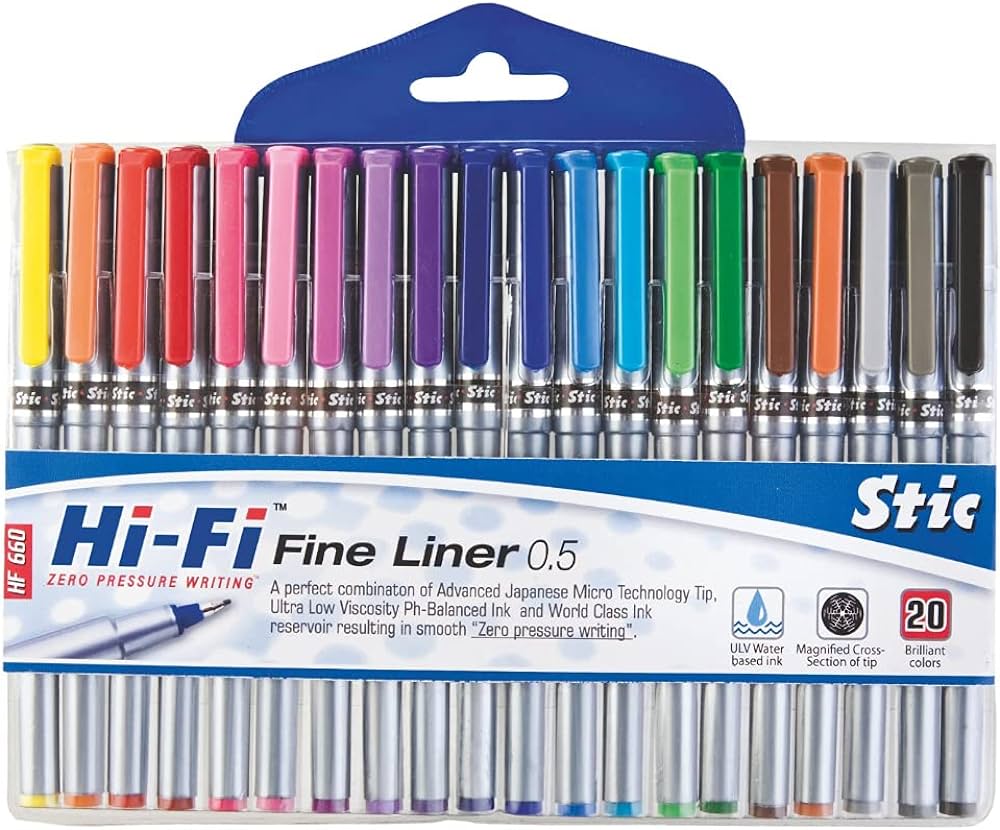 Stic
Stic
HF 660
Hi-Fi™ Fine Liner 0.5
ZERO PRESSURE WRITING™
A perfect combinaton of Advanced Japanese Micro Technology Tip,
Ultra Low Viscosity Ph-Balanced Ink and World Class Ink
reservoir resulting in smooth "Zero pressure writing".
ULV Water
based ink
Magnified Cross-
Section of tip
20
Brilliant
colors